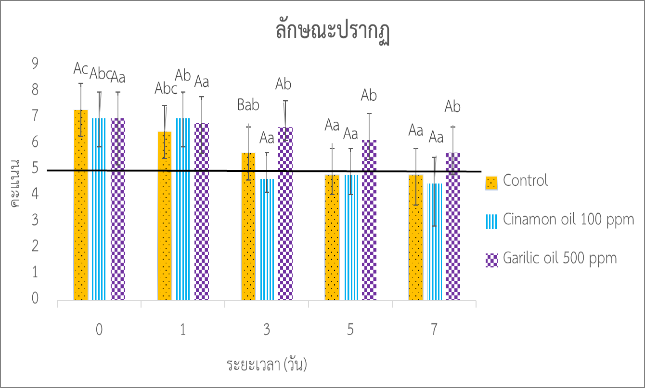 ลักษณะปรากฏ
9
8
7
6
5
4
3
2
1
0
คะแนน
Ac Abc Aa
Abc Ab Aa
Bab Aa Ab
Aa Aa Ab
Aa Aa Ab
0 1 3 5 7
ระยะเวลา (วัน)
Control
Cinamon oil 100 ppm
Garilic oil 500 ppm